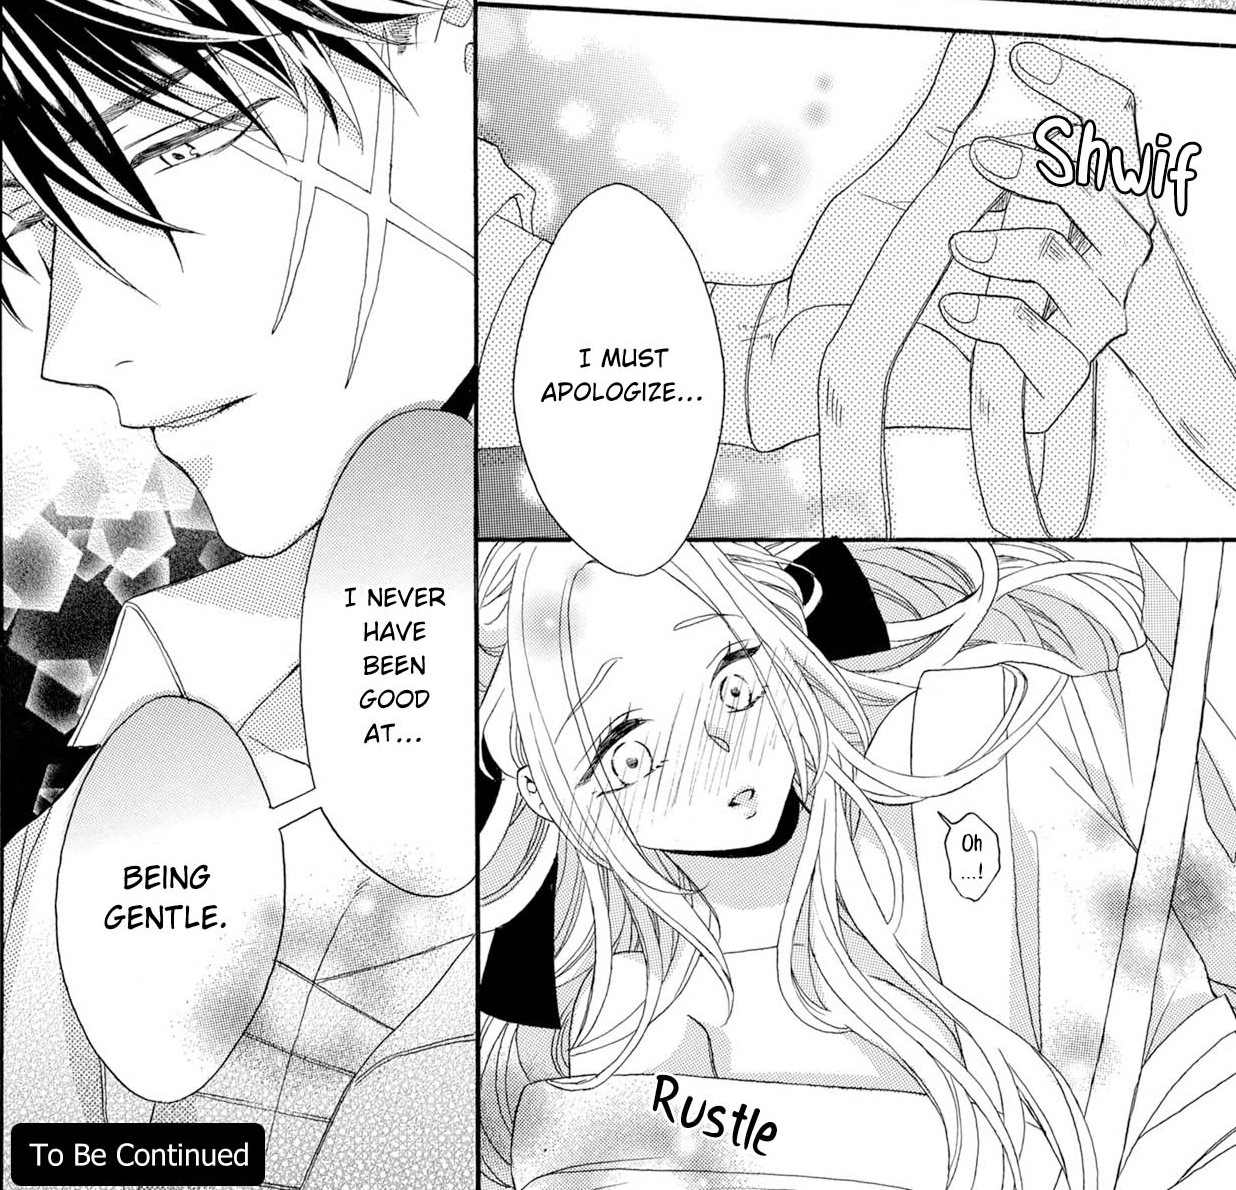 Shwif
I MUST
APOLOGIZE...
Oh
...!
Rustle
I NEVER
HAVE
BEEN
GOOD
AT...
BEING
GENTLE.
To Be Continued